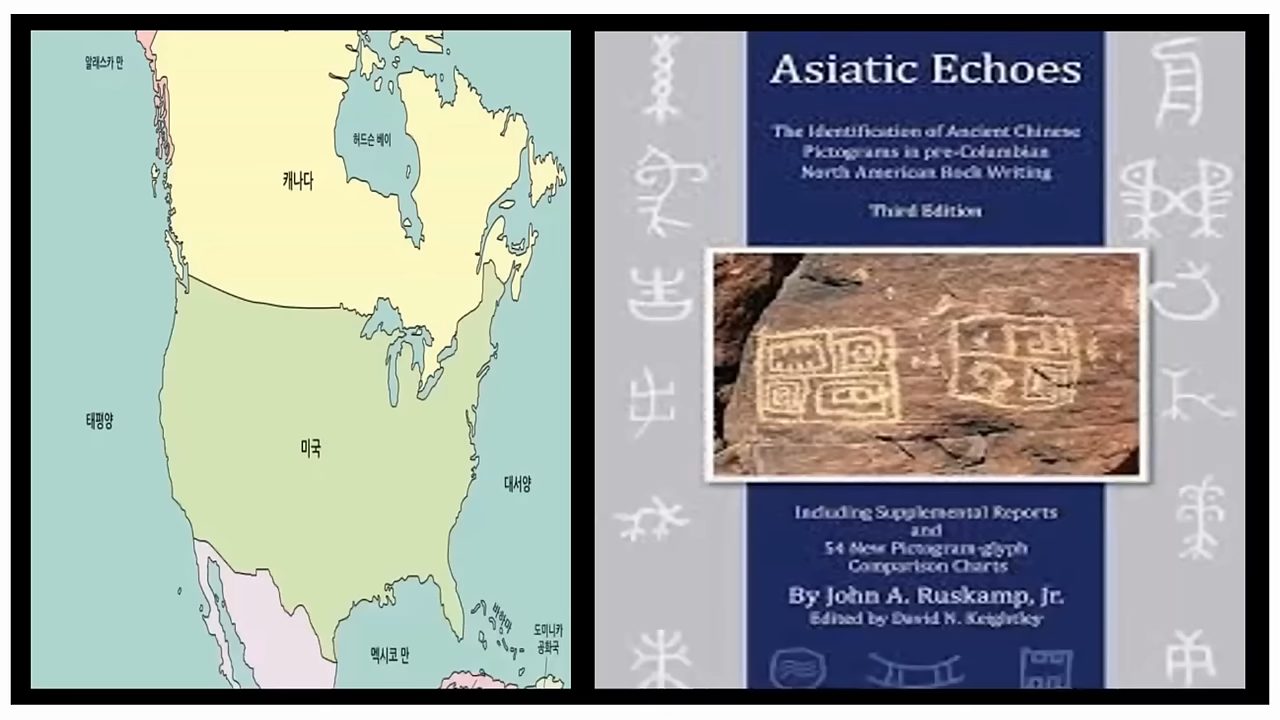 알래스카 만
허드슨 베이
캐나다
태평양
미국
대서양
바하마
도미니카
공화국
멕시코 만
Asiatic Echoes
The Identification of Ancient Chinese
Pictograms in pre-Columbian
North American Rock Writing
Third Edition
Including Supplemental Reports
and
54 New Pictogram-glyph
Comparison Charts
By John A. Ruskamp, Jr.
Edited by David N. Keightley